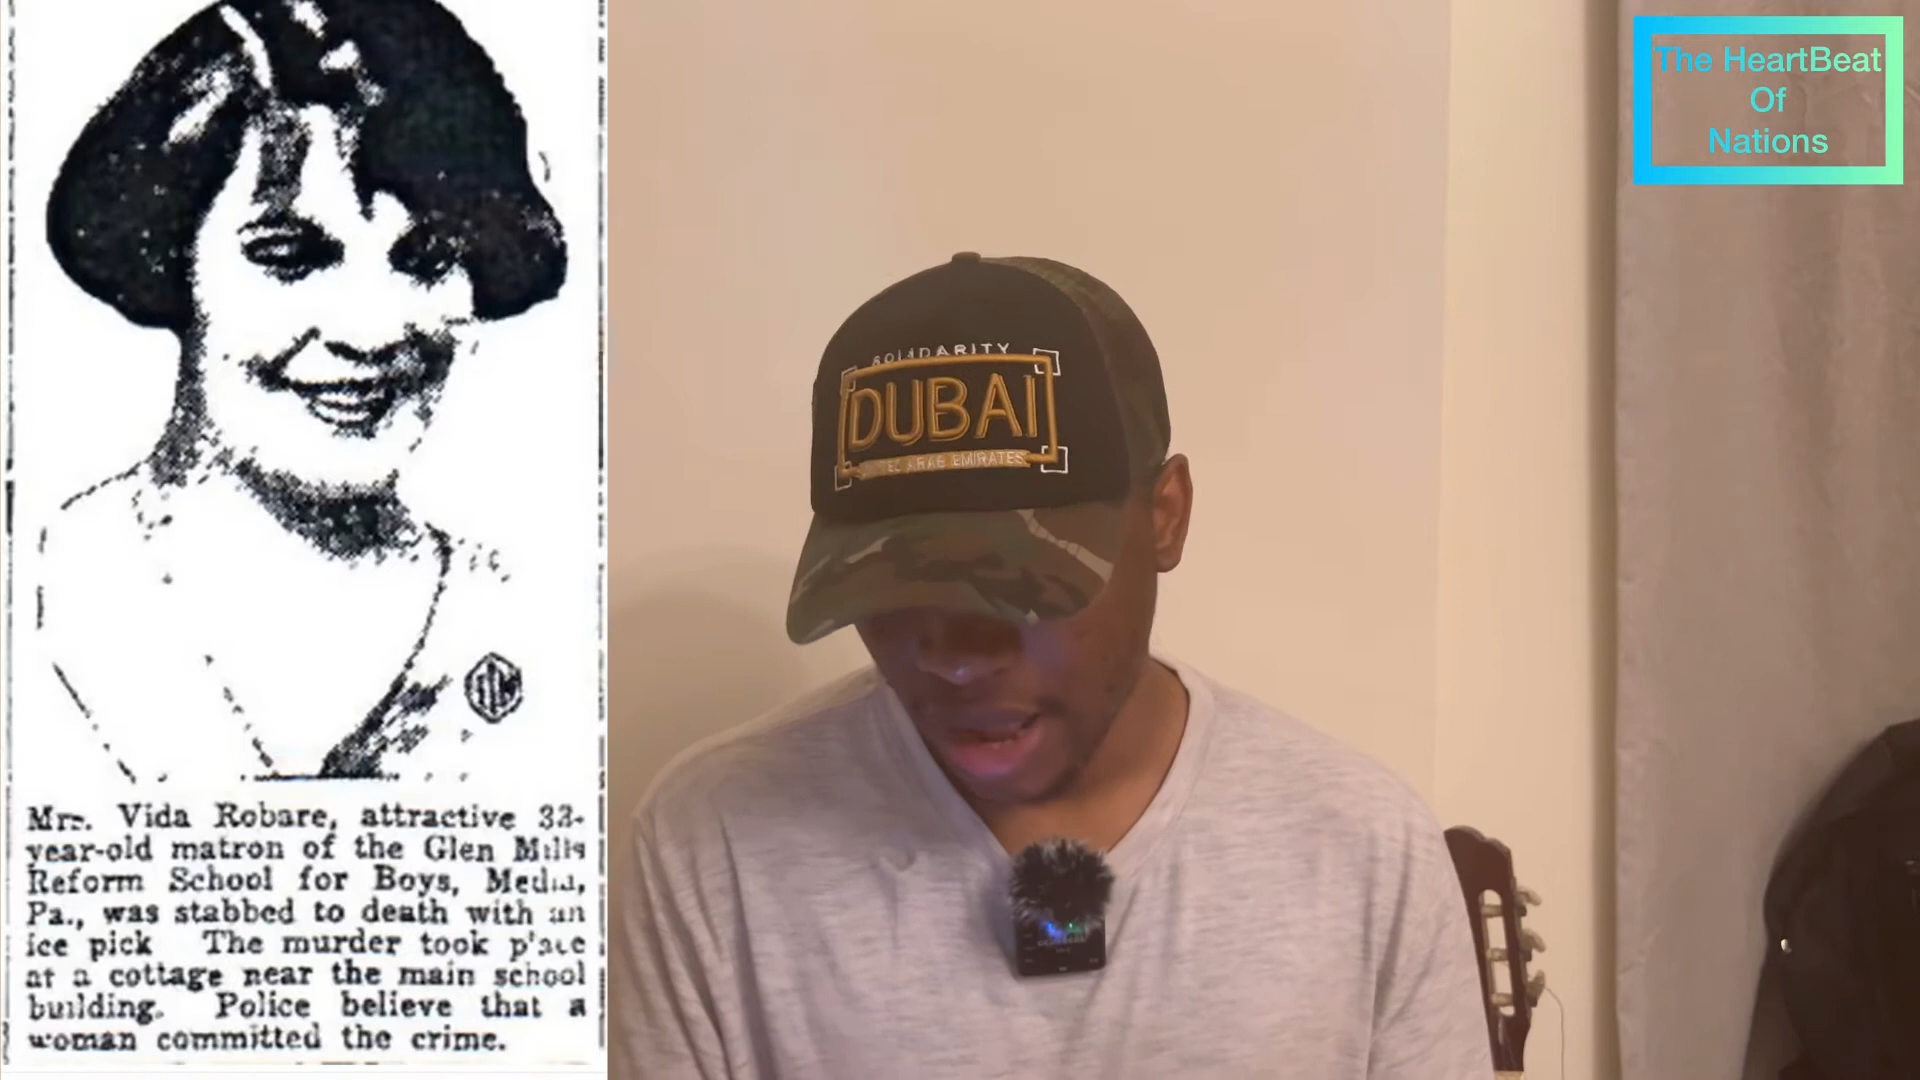 Mrs. Vida Robare, attractive 33-
year-old matron of the Glen Mills
Reform School for Boys, Media,
Pa., was stabbed to death with an
ice pick The murder took place
at a cottage near the main school
building. Police believe that a
woman committed the crime.
SOLIDARITY
DUBAI
ARAB EMIRATES
The HeartBeat
Of
Nations